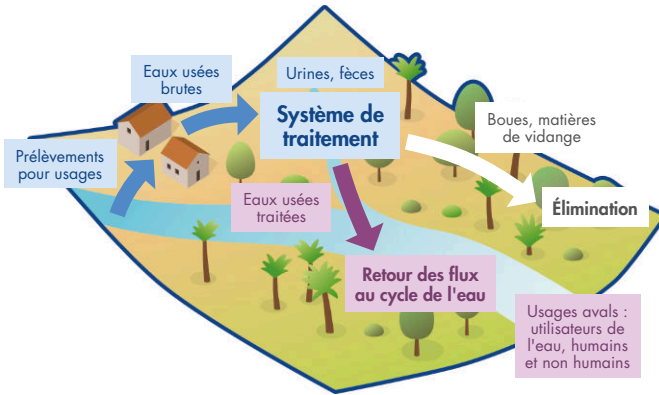 Eaux usées
brutes
Urines, fèces
Système de
traitement
Boues, matières
de vidange
Prélèvements
pour usages
Eaux usées
traitées
Élimination
Retour des flux
au cycle de l'eau
Usages avals :
utilisateurs de
l'eau, humains
et non humains